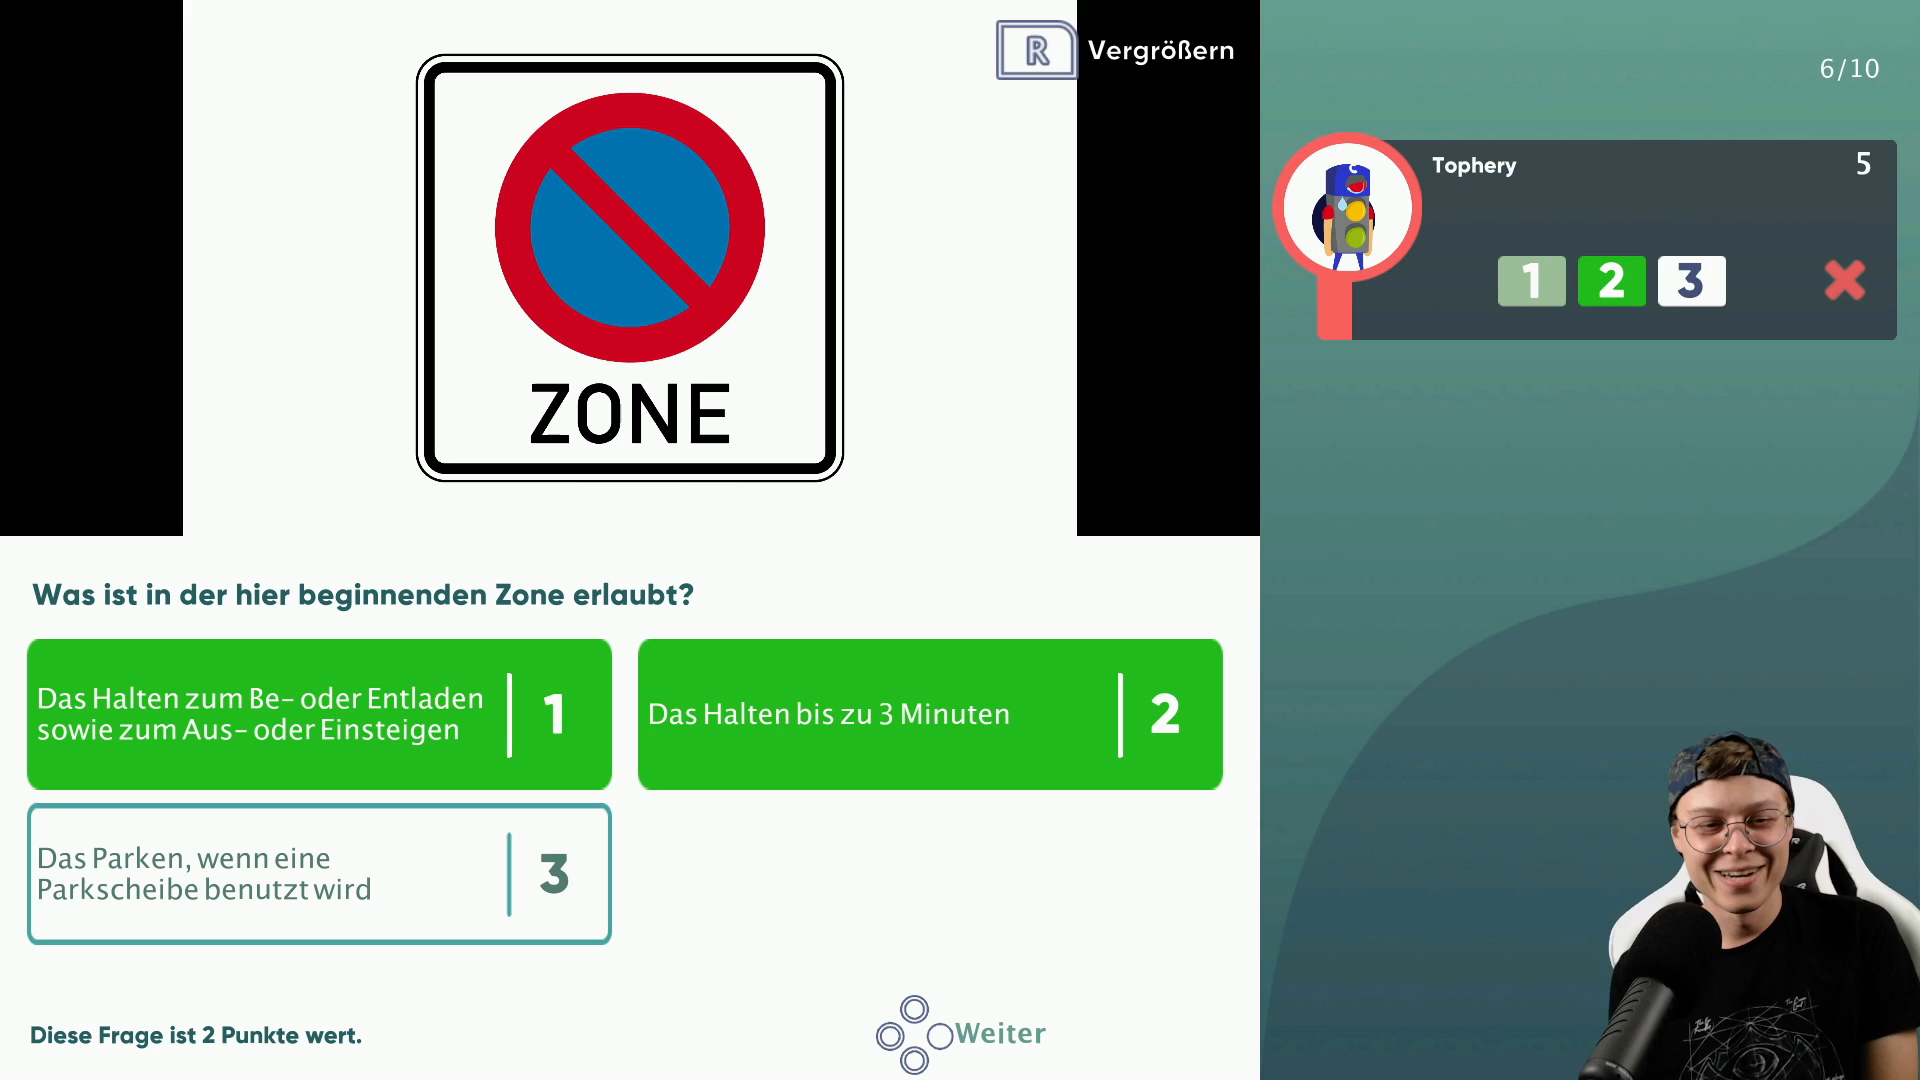 R Vergrößern
6/10
ZONE
Tophery 5
1 2 3
Was ist in der hier beginnenden Zone erlaubt?
Das Halten zum Be- oder Entladen
sowie zum Aus- oder Einsteigen
1
Das Halten bis zu 3 Minuten
2
Das Parken, wenn eine
Parkscheibe benutzt wird
3
Diese Frage ist 2 Punkte wert.
Weiter